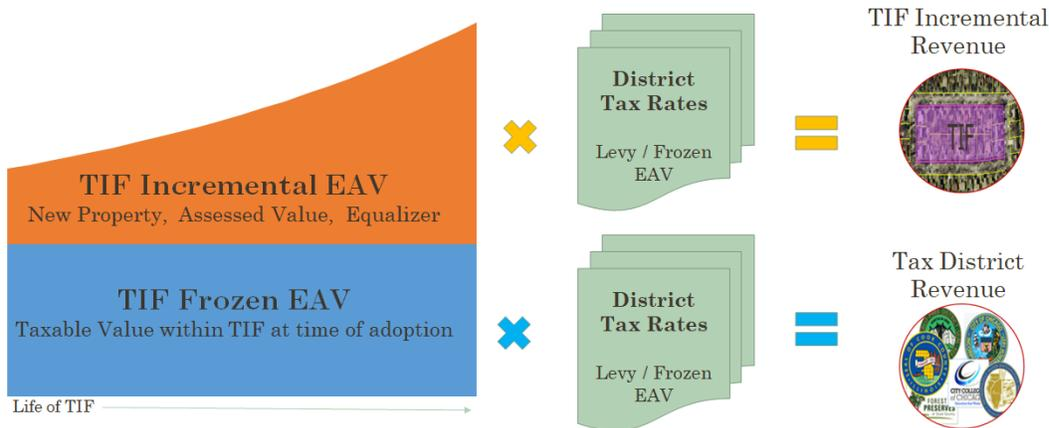 TIF Incremental EAV
New Property, Assessed Value, Equalizer
TIF Frozen EAV
Taxable Value within TIF at time of adoption
Life of TIF
District
Tax Rates
Levy / Frozen
EAV
TIF Incremental
Revenue
TIF
District
Tax Rates
Levy / Frozen
EAV
Tax District
Revenue
CITY COLLEGES
of CHICAGO
FOREST
PRESERVES